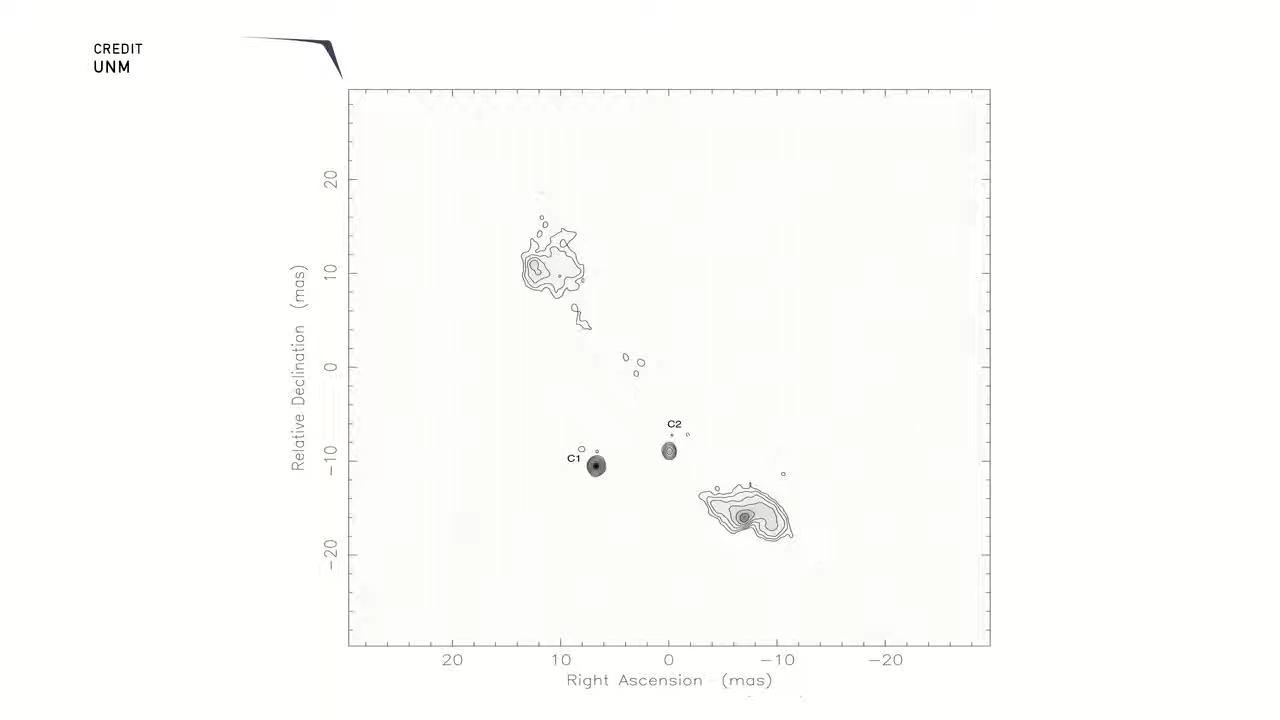 CREDIT
UNM
20
10
0
-10
-20
Relative Declination (mas)
C2
C1
20 10 0 -10 -20
Right Ascension (mas)